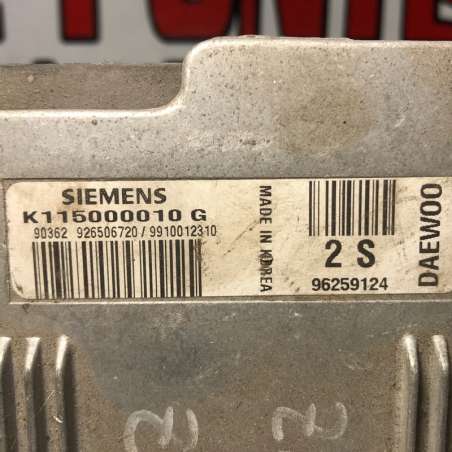 SIEMENS
K115000010 G
90362 926506720 / 9910012310
MADE IN KOREA
2 S
96259124
DAEWOO